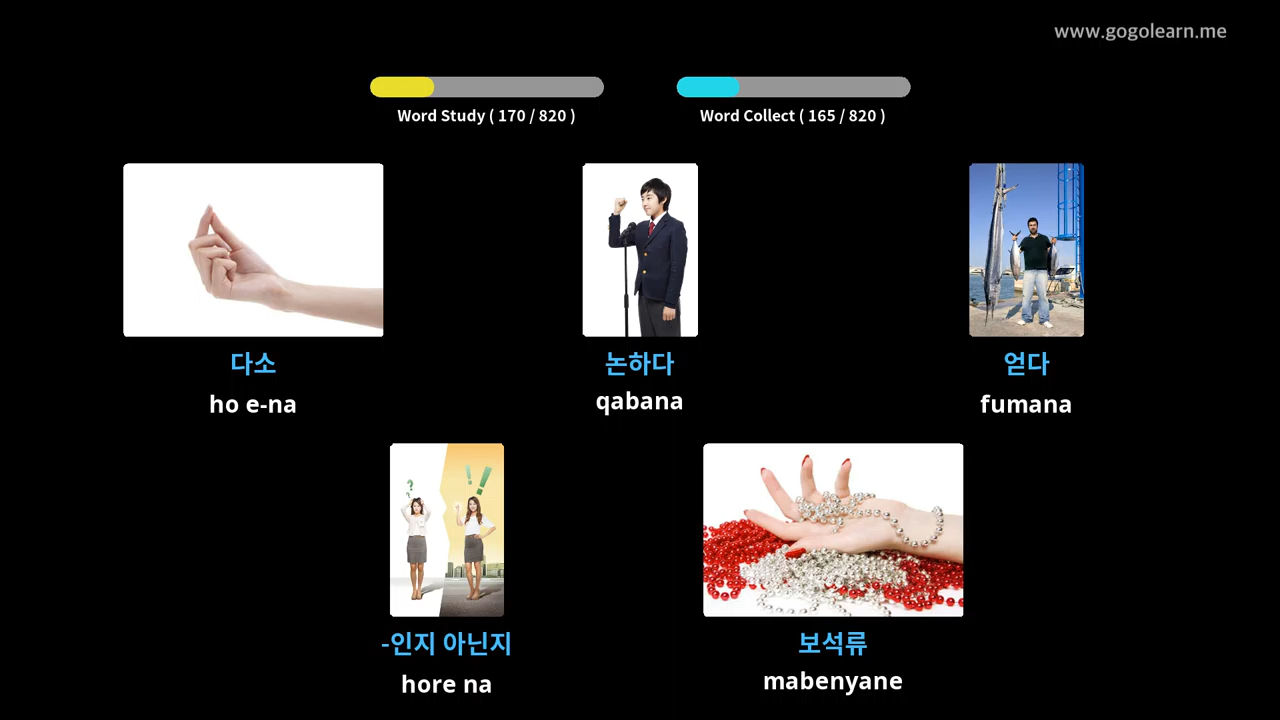 www.gogolearn.me
Word Study ( 170 / 820 )
Word Collect ( 165 / 820 )
다소
ho e-na
논하다
qabana
얻다
fumana
-인지 아닌지
hore na
보석류
mabenyane